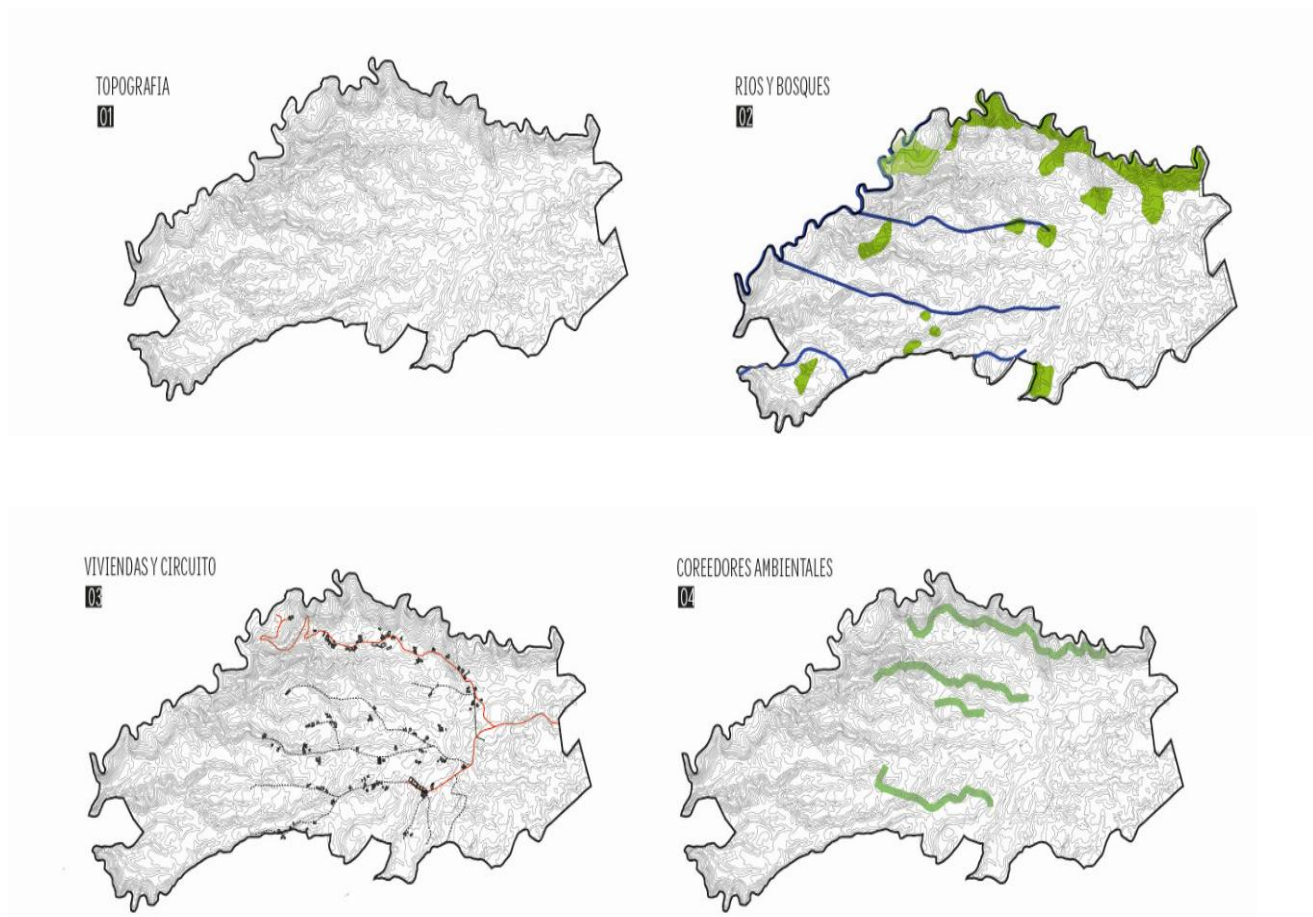 TOPOGRAFIA
01
RIOS Y BOSQUES
02
VIVIENDAS Y CIRCUITO
03
COREEDORES AMBIENTALES
04